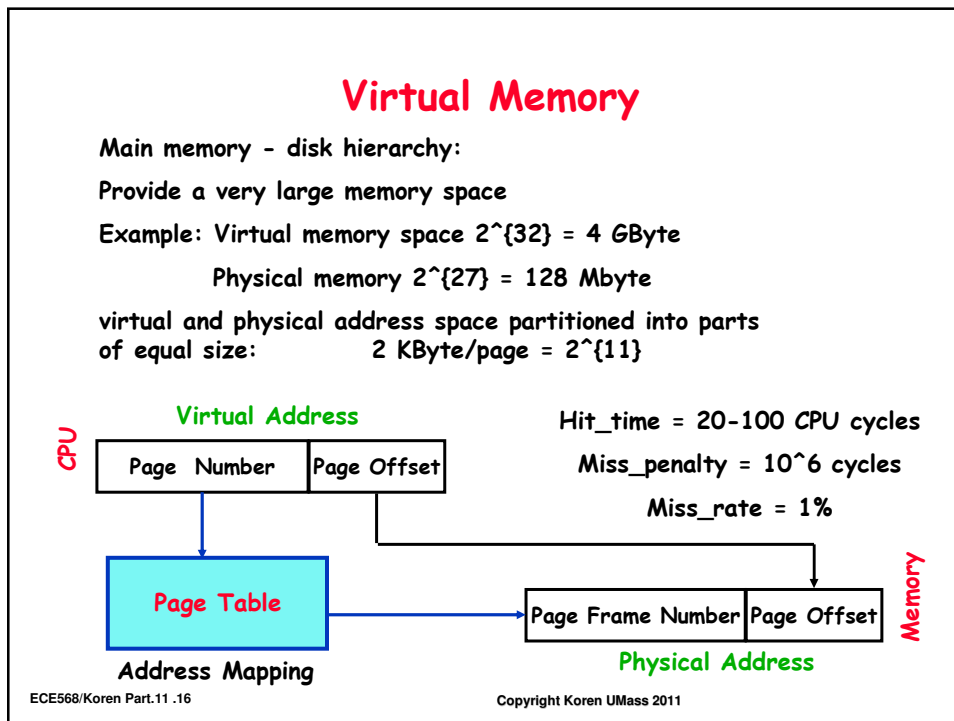 Virtual Memory
Main memory - disk hierarchy:
Provide a very large memory space
Example: Virtual memory space 2^{32} = 4 GByte
Physical memory 2^{27} = 128 Mbyte
virtual and physical address space partitioned into parts
of equal size: 2 KByte/page = 2^{11}
Virtual Address
Hit_time = 20-100 CPU cycles
CPU
Page Number
Page Offset
Miss_penalty = 10^6 cycles
Miss_rate = 1%
Page Table
Page Frame Number
Page Offset
Memory
Address Mapping
Physical Address
ECE568/Koren Part.11 .16
Copyright Koren UMass 2011